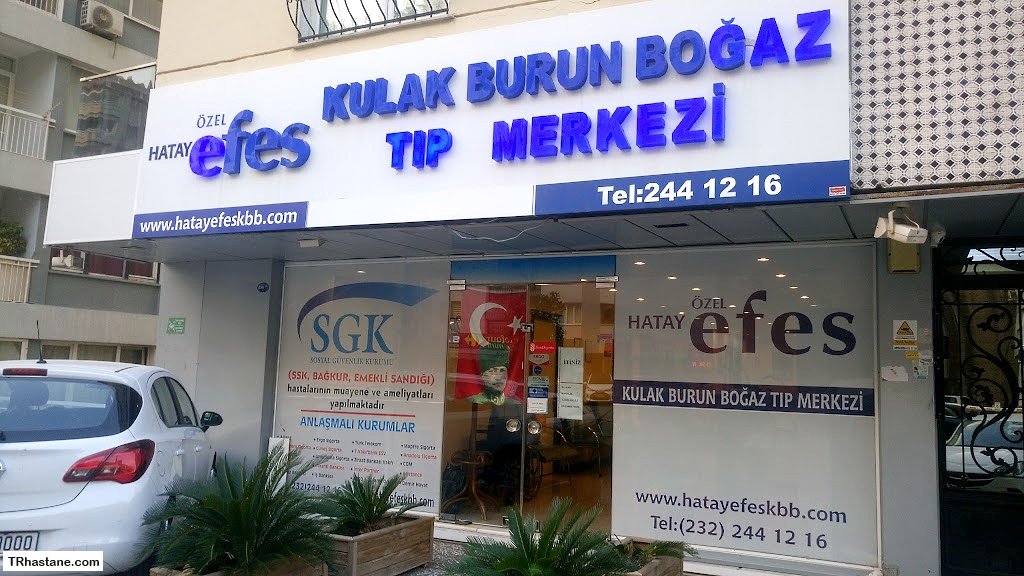 ÖZEL
HATAY efes
KULAK BURUN BOĞAZ
TIP MERKEZİ
www.hatayefeskbb.com
Tel:244 12 16
SGK
SOSYAL GÜVENLİK KURUMU
(SSK, BAĞKUR, EMEKLİ SANDIĞI)
hastalarının muayene ve ameliyatları
yapılmaktadır
ANLAŞMALI KURUMLAR
ÖZEL
HATAY efes
KULAK BURUN BOĞAZ TIP MERKEZİ
www.hatayefeskbb.com
Tel:(232) 244 12 16
TRhastane.com